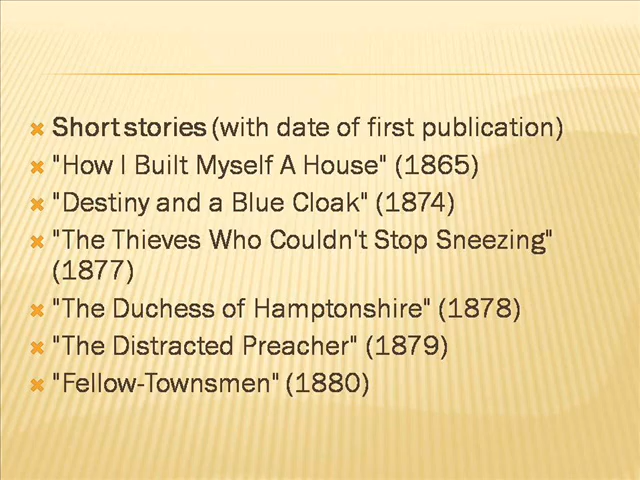 Short stories (with date of first publication)
"How I Built Myself A House" (1865)
"Destiny and a Blue Cloak" (1874)
"The Thieves Who Couldn't Stop Sneezing"
(1877)
"The Duchess of Hamptonshire" (1878)
"The Distracted Preacher" (1879)
"Fellow-Townsmen" (1880)